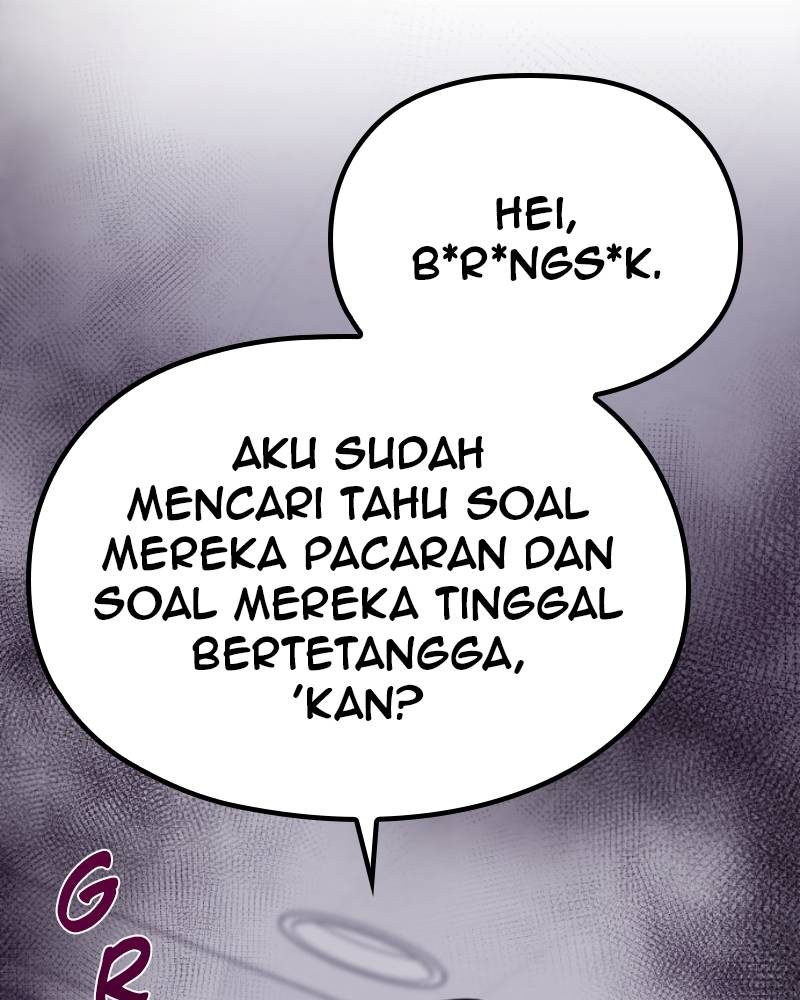 HEI,
B*R*NGS*K.
AKU SUDAH
MENCARI TAHU SOAL
MEREKA PACARAN DAN
SOAL MEREKA TINGGAL
BERTETANGGA,
'KAN?
G
R